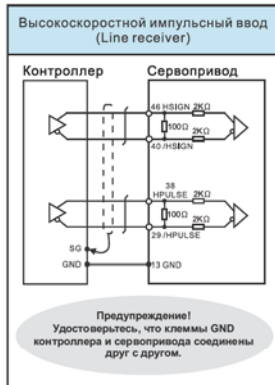 Высокоскоростной импульсный ввод
(Line receiver)
Контроллер
Сервопривод
46 HSIGN 2KΩ
100Ω
2KΩ
40 /HSIGN
38
HPULSE 2KΩ
100Ω
2KΩ
29 /HPULSE
SG
GND
13 GND
Предупреждение!
Удостоверьтесь, что клеммы GND
контроллера и сервопривода соединены
друг с другом.